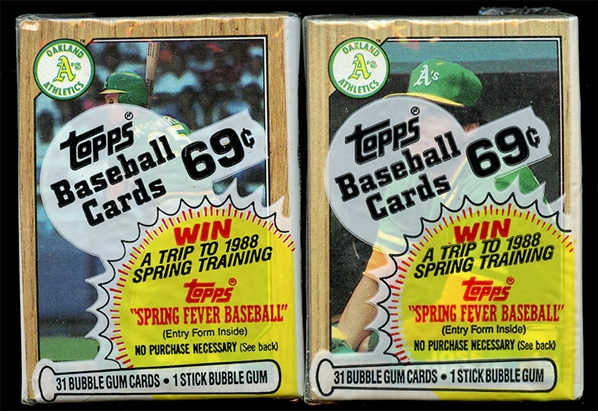 OAKLAND
A's
ATHLETICS
Topps®
Baseball
Cards
69¢
WIN
A TRIP TO 1988
SPRING TRAINING
Topps®
"SPRING FEVER BASEBALL"
(Entry Form Inside)
NO PURCHASE NECESSARY (See back)
31 BUBBLE GUM CARDS • 1 STICK BUBBLE GUM
OAKLAND
A's
ATHLETICS
A's
Topps®
Baseball
Cards
69¢
WIN
A TRIP TO 1988
SPRING TRAINING
Topps®
"SPRING FEVER BASEBALL"
(Entry Form Inside)
NO PURCHASE NECESSARY (See back)
31 BUBBLE GUM CARDS • 1 STICK BUBBLE GUM